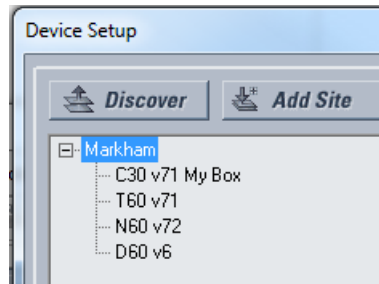 Device Setup
Discover Add Site
Markham
C30 v71 My Box
T60 v71
N60 v72
D60 v6